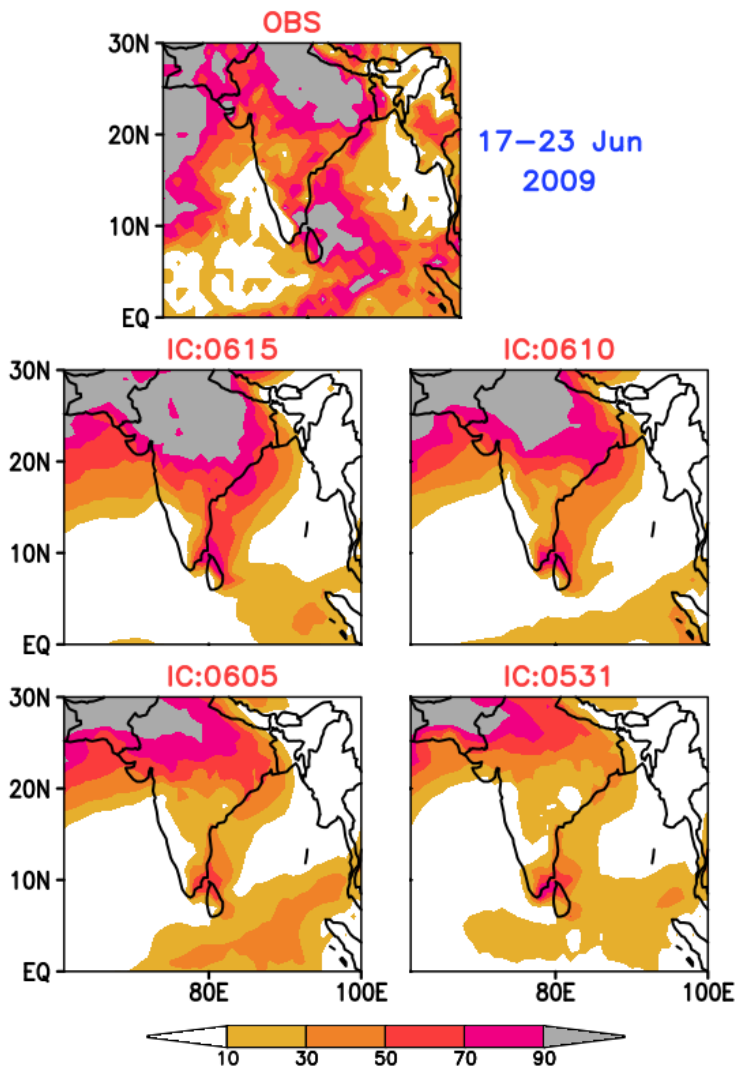 OBS
30N
20N
10N
EQ
17-23 Jun
2009
IC:0615
IC:0610
30N
20N
10N
EQ
IC:0605
IC:0531
30N
20N
10N
EQ
80E
100E
80E
100E
10
30
50
70
90